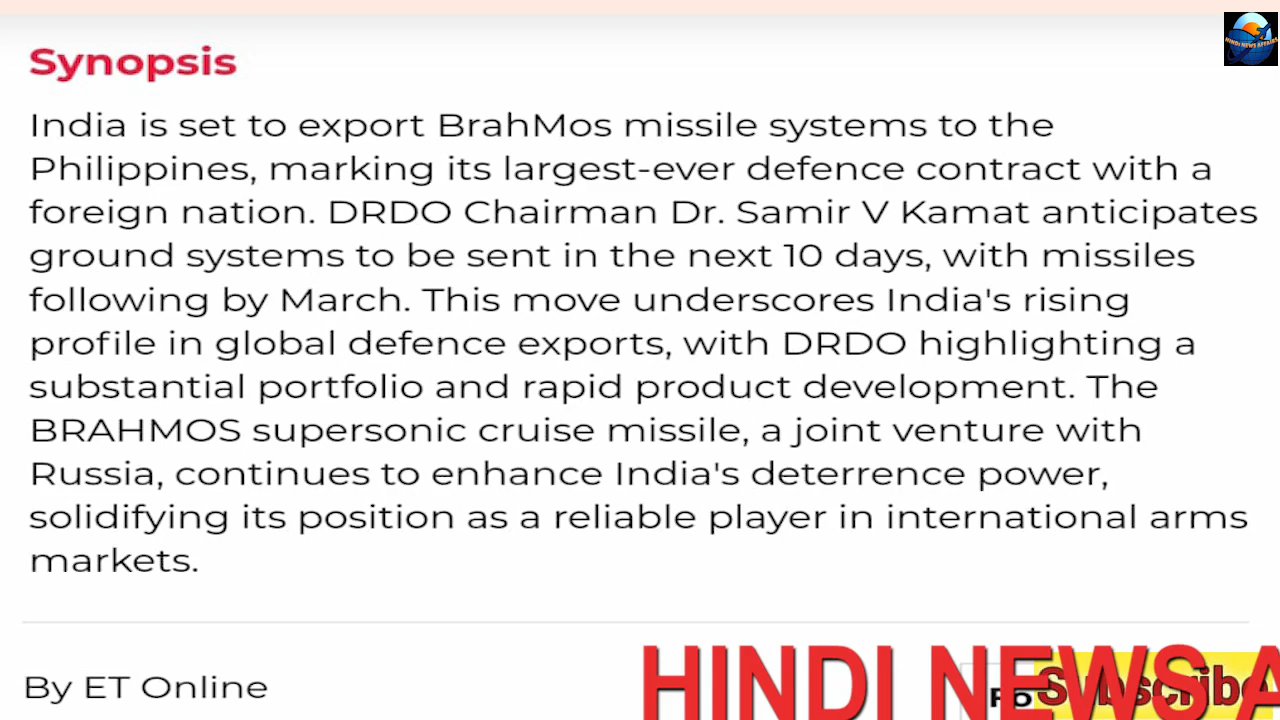 Synopsis
India is set to export BrahMos missile systems to the
Philippines, marking its largest-ever defence contract with a
foreign nation. DRDO Chairman Dr. Samir V Kamat anticipates
ground systems to be sent in the next 10 days, with missiles
following by March. This move underscores India's rising
profile in global defence exports, with DRDO highlighting a
substantial portfolio and rapid product development. The
BRAHMOS supersonic cruise missile, a joint venture with
Russia, continues to enhance India's deterrence power,
solidifying its position as a reliable player in international arms
markets.
By ET Online
HINDI NEWS A
Subscribe
HINDI NEWS AFFAIRS